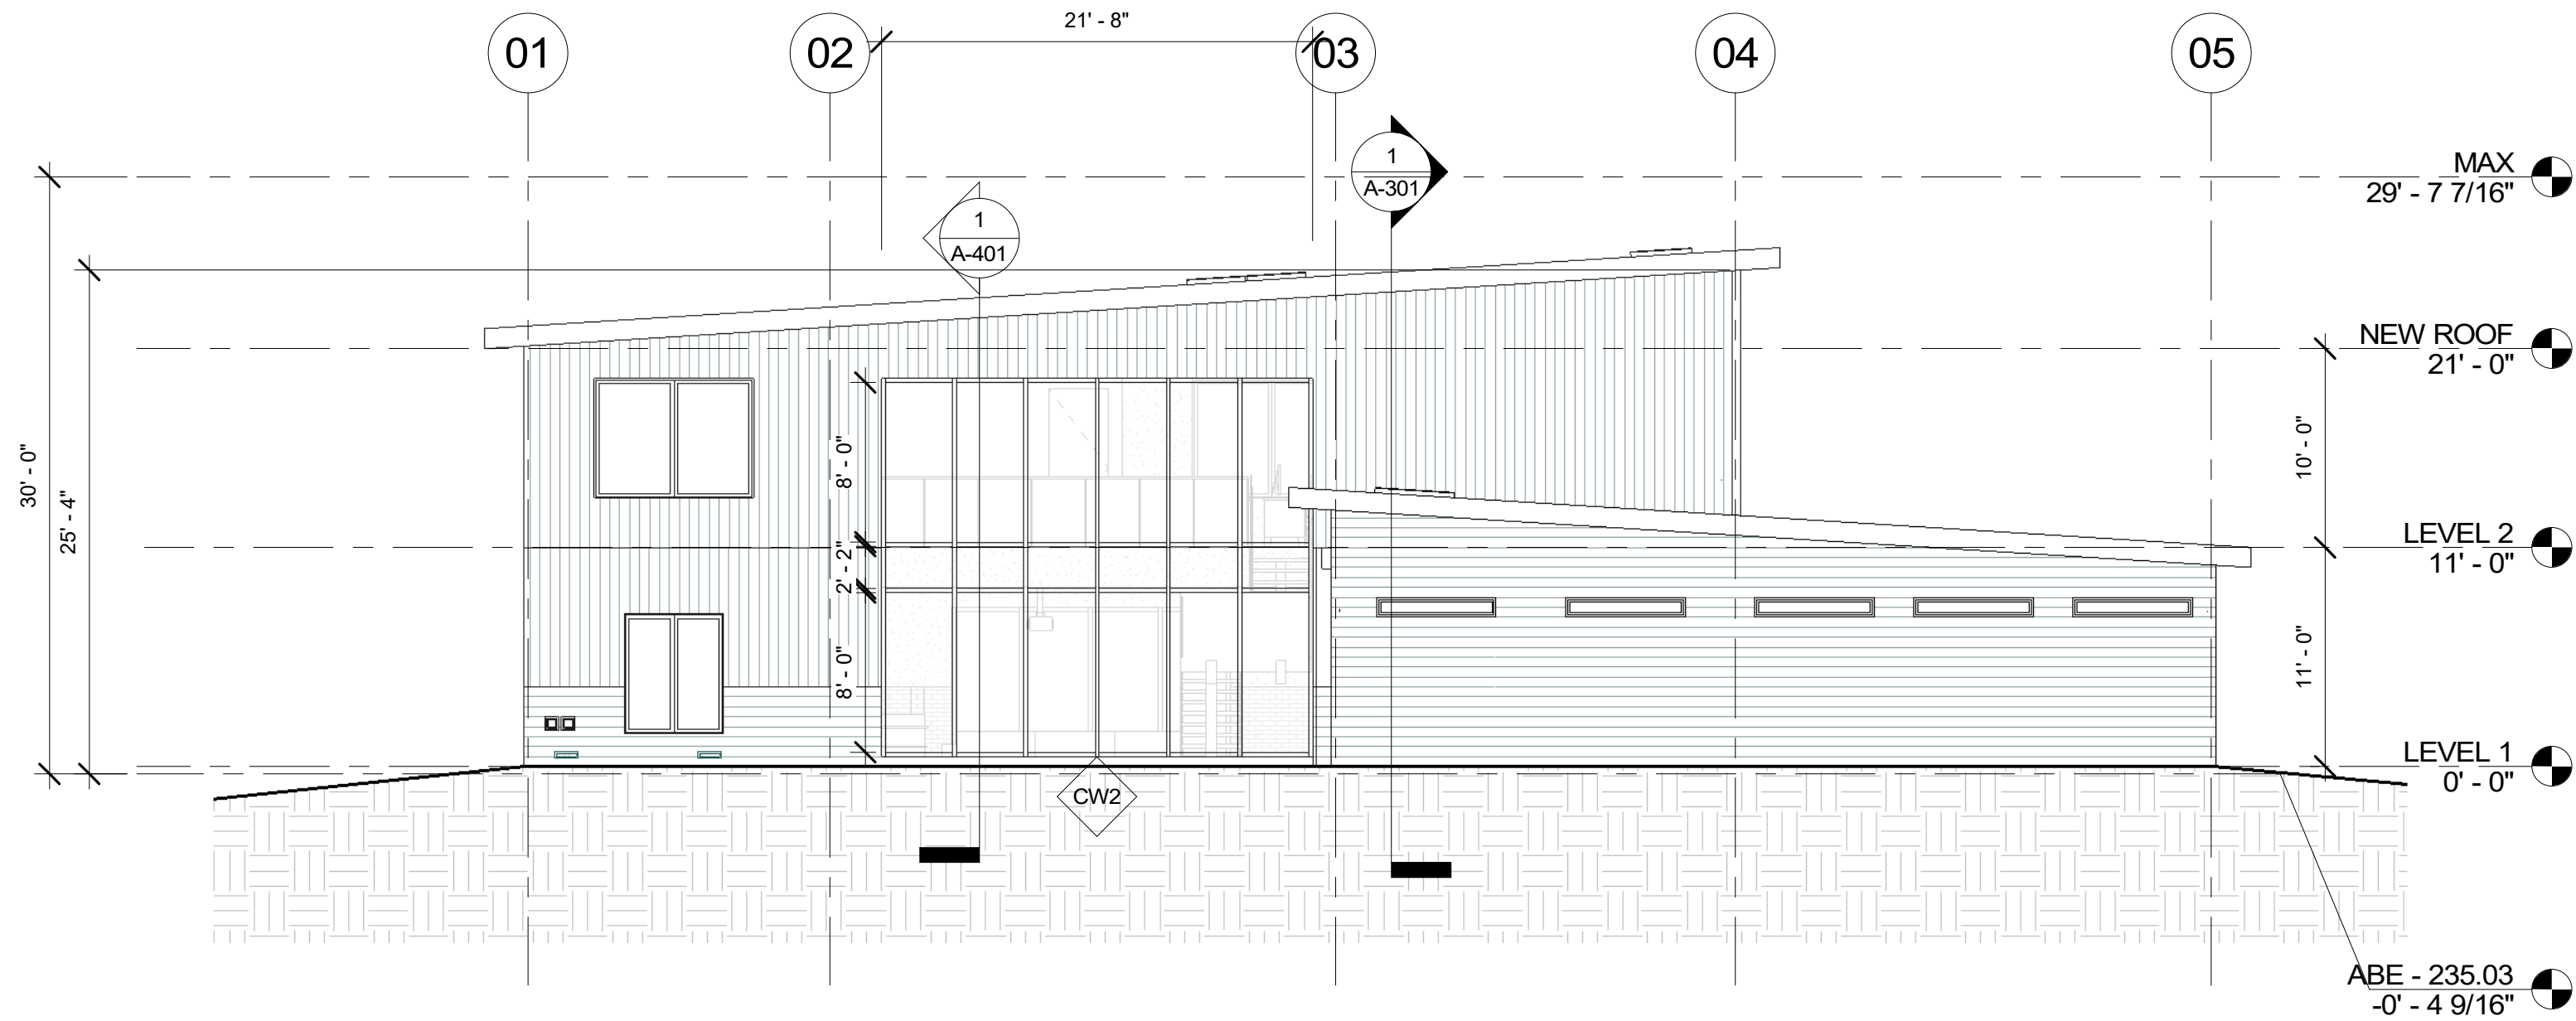 21' - 8"
01
02
03
04
05
1
A-301
MAX
29' - 7 7/16"
1
A-401
NEW ROOF
21' - 0"
30' - 0"
25' - 4"
8' - 0"
10' - 0"
LEVEL 2
11' - 0"
2' - 2"
8' - 0"
11' - 0"
LEVEL 1
0' - 0"
CW2
ABE - 235.03
-0' - 4 9/16"